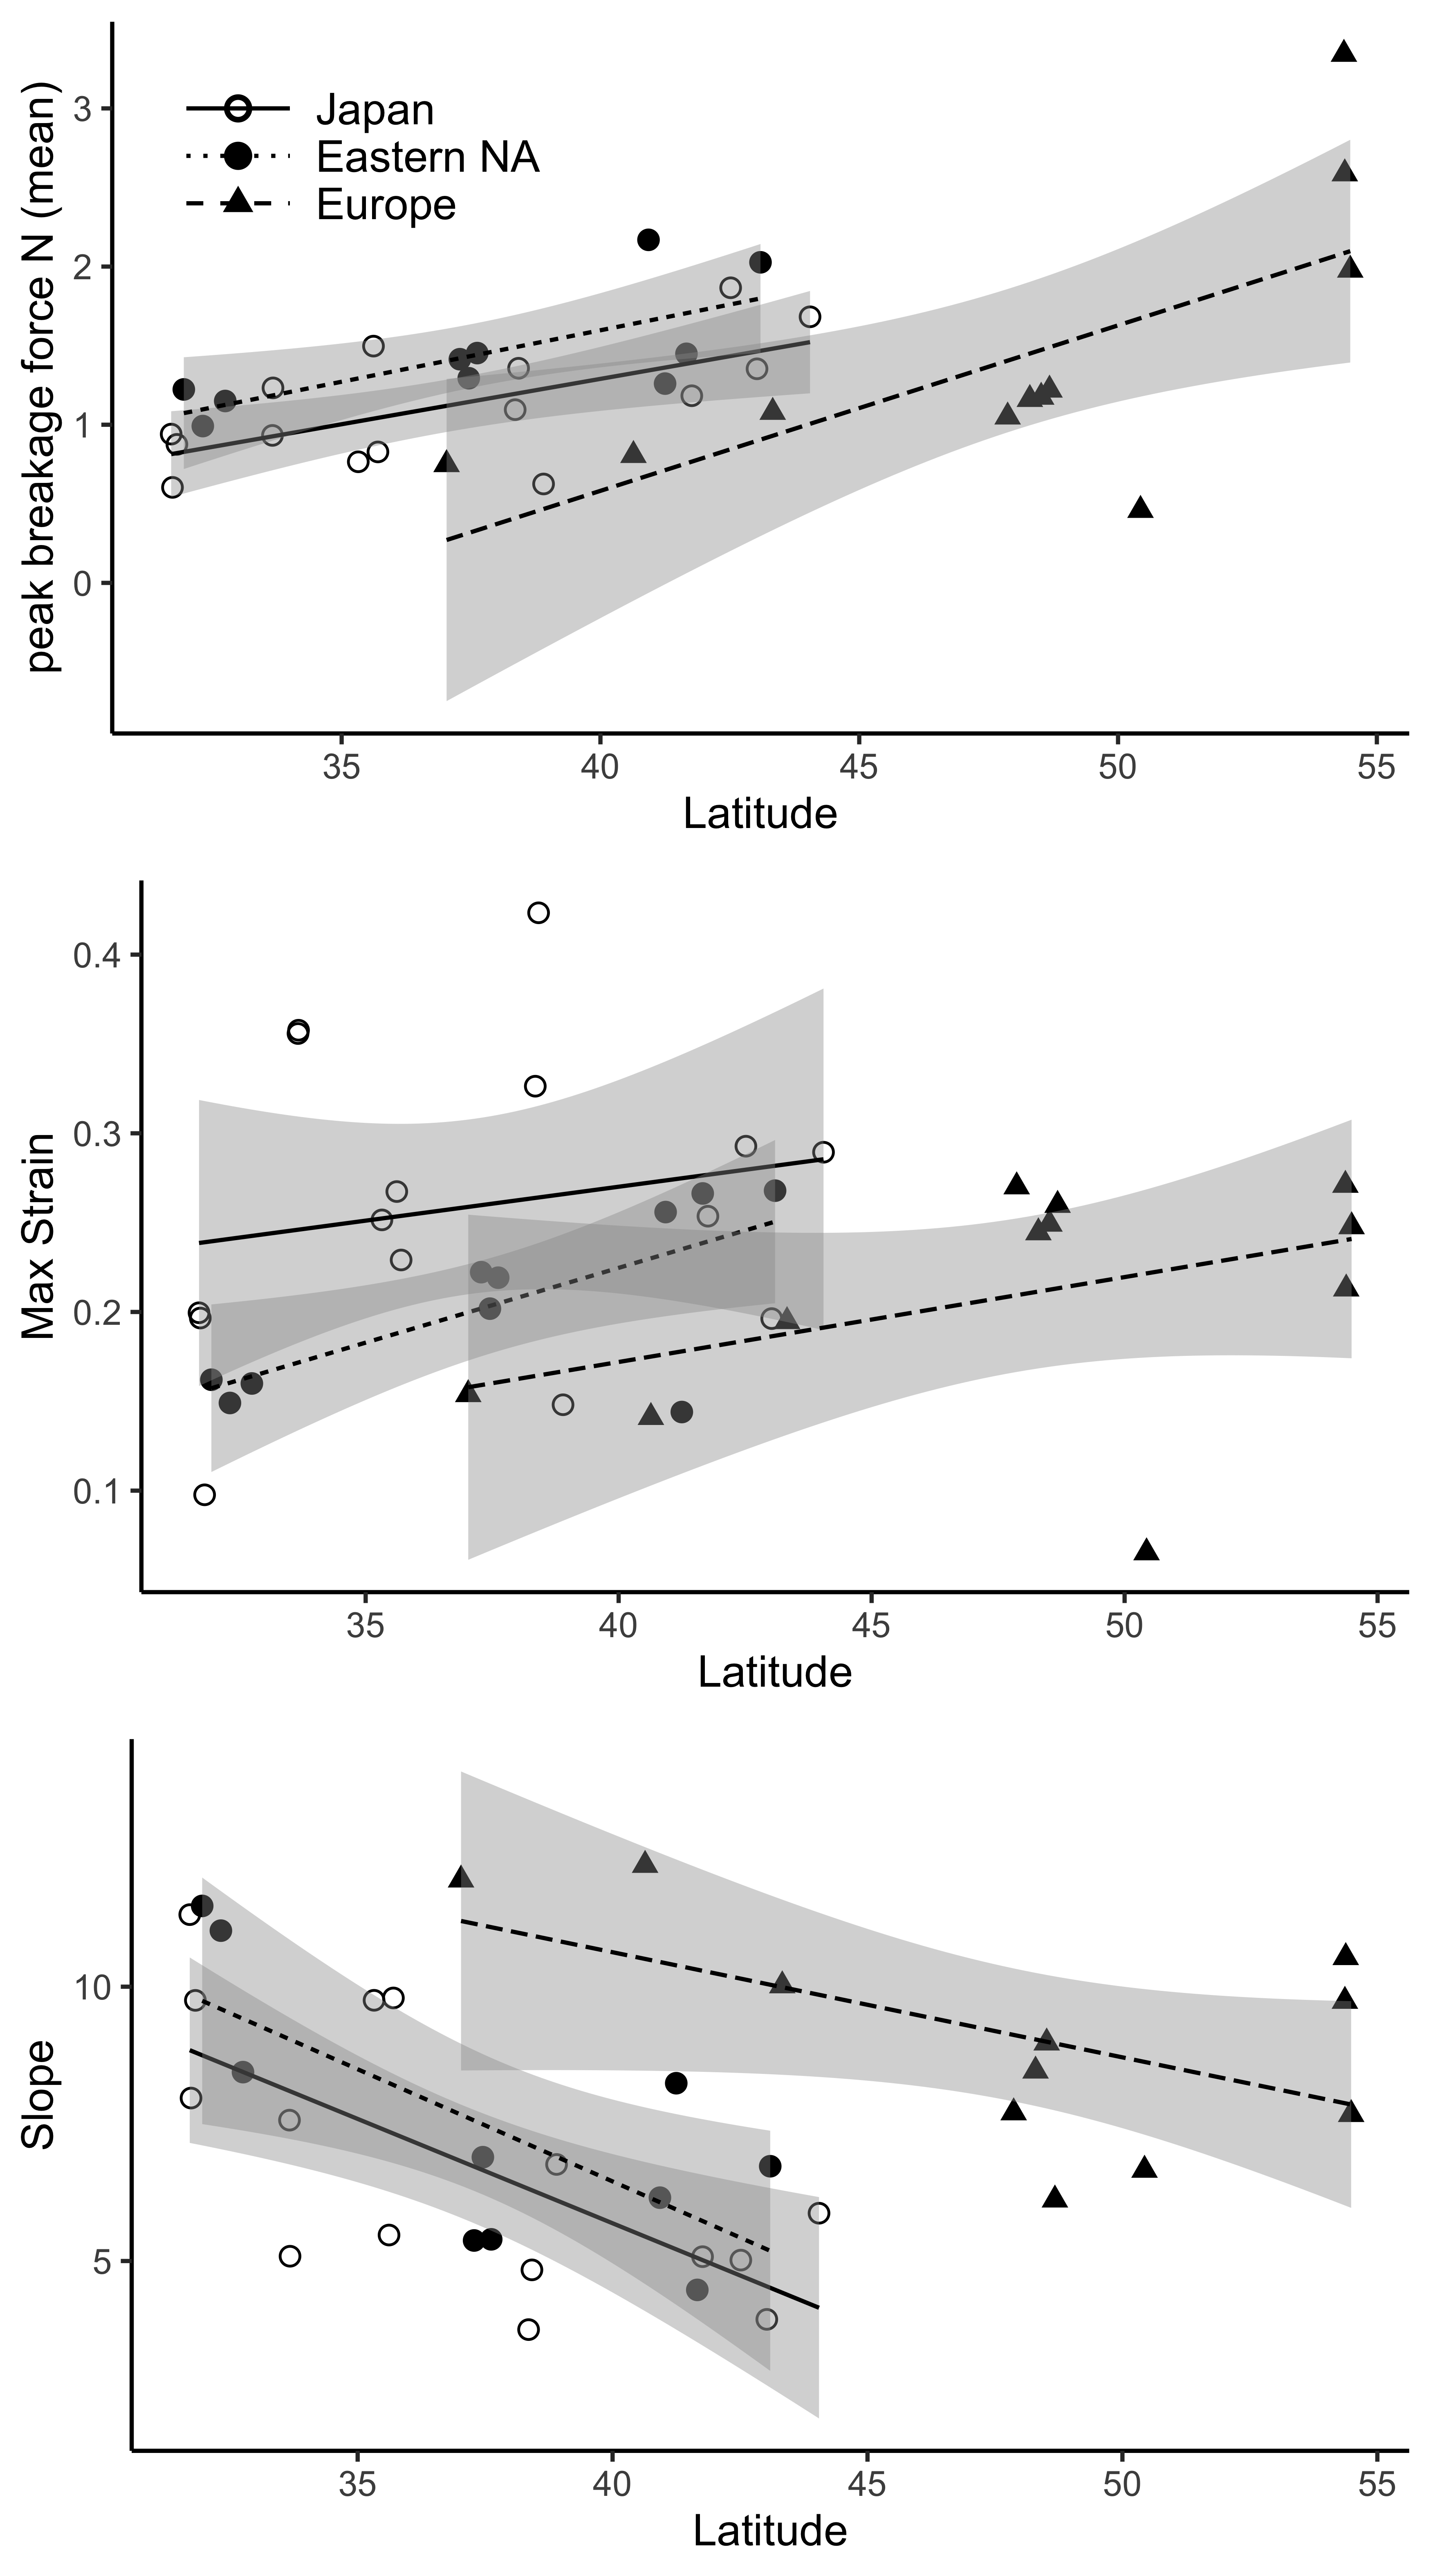 peak breakage force N (mean)
3
2
1
0
Japan
Eastern NA
Europe
35 40 45 50 55
Latitude
Max Strain
0.4
0.3
0.2
0.1
35 40 45 50 55
Latitude
Slope
10
5
35 40 45 50 55
Latitude